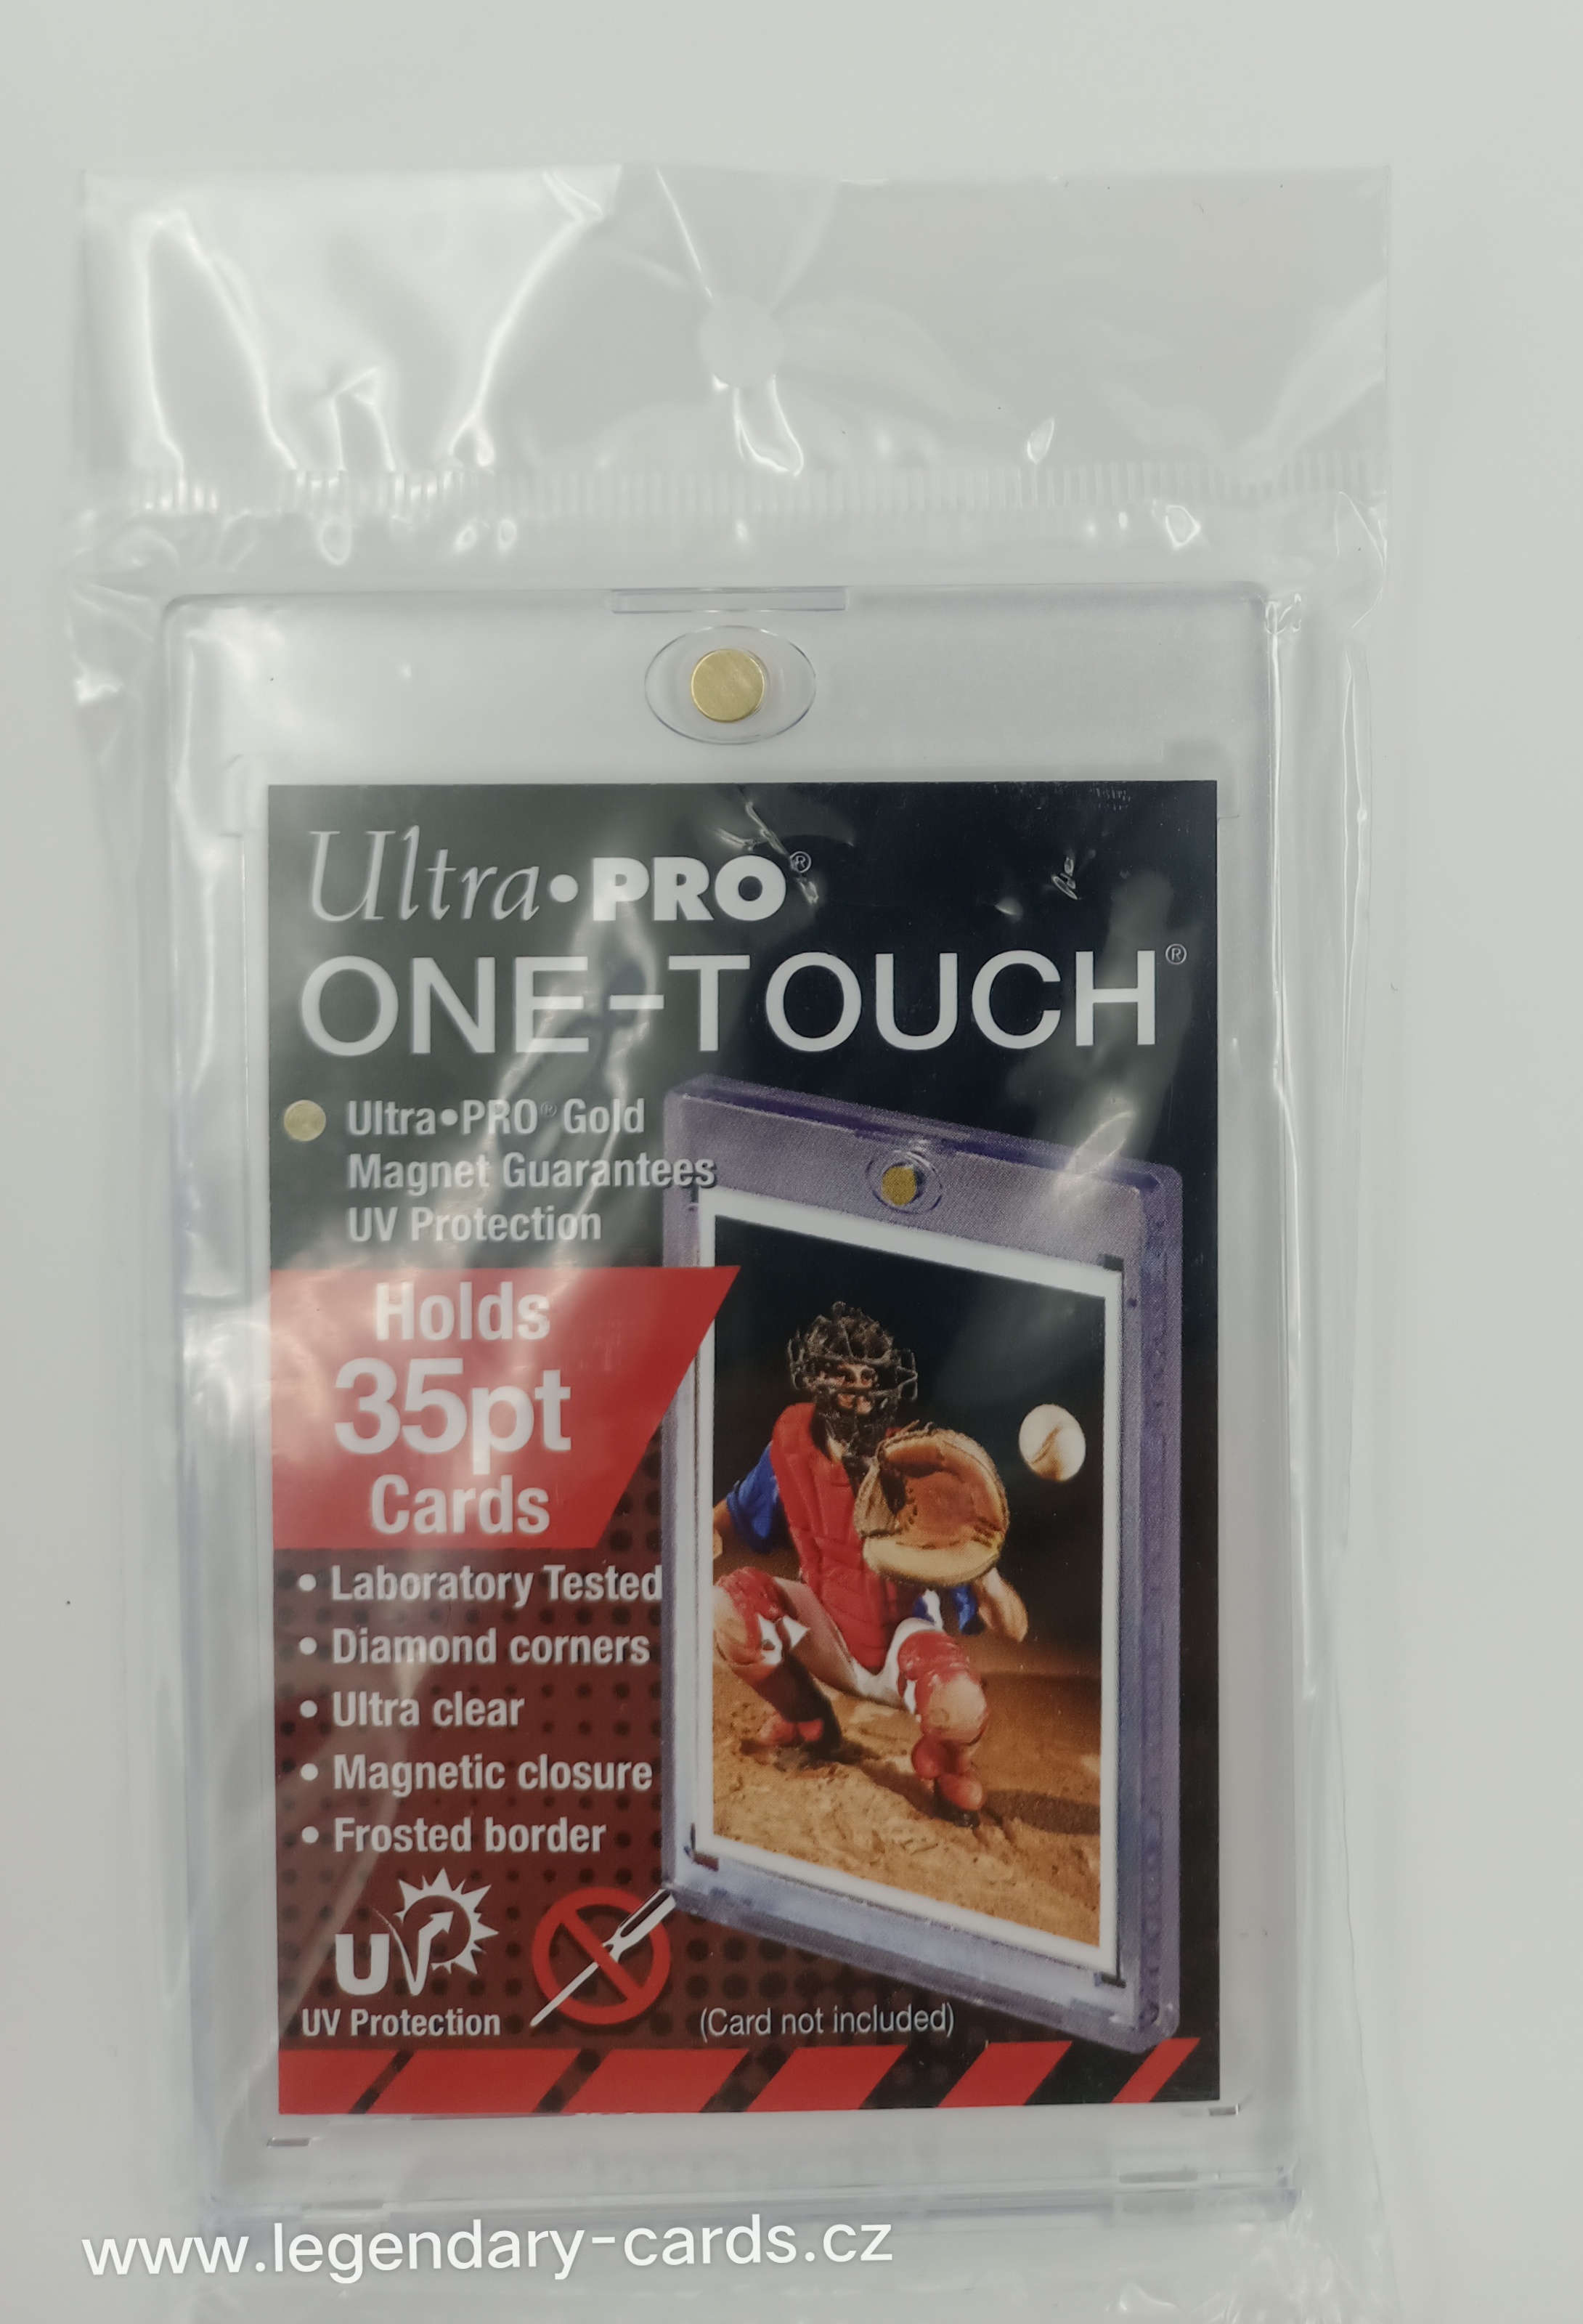 Ultra•PRO®
ONE-TOUCH®
Ultra•PRO® Gold
Magnet Guarantees
UV Protection
Holds
35pt
Cards
• Laboratory Tested
• Diamond corners
• Ultra clear
• Magnetic closure
• Frosted border
UV
UV Protection
(Card not included)
www.legendary-cards.cz